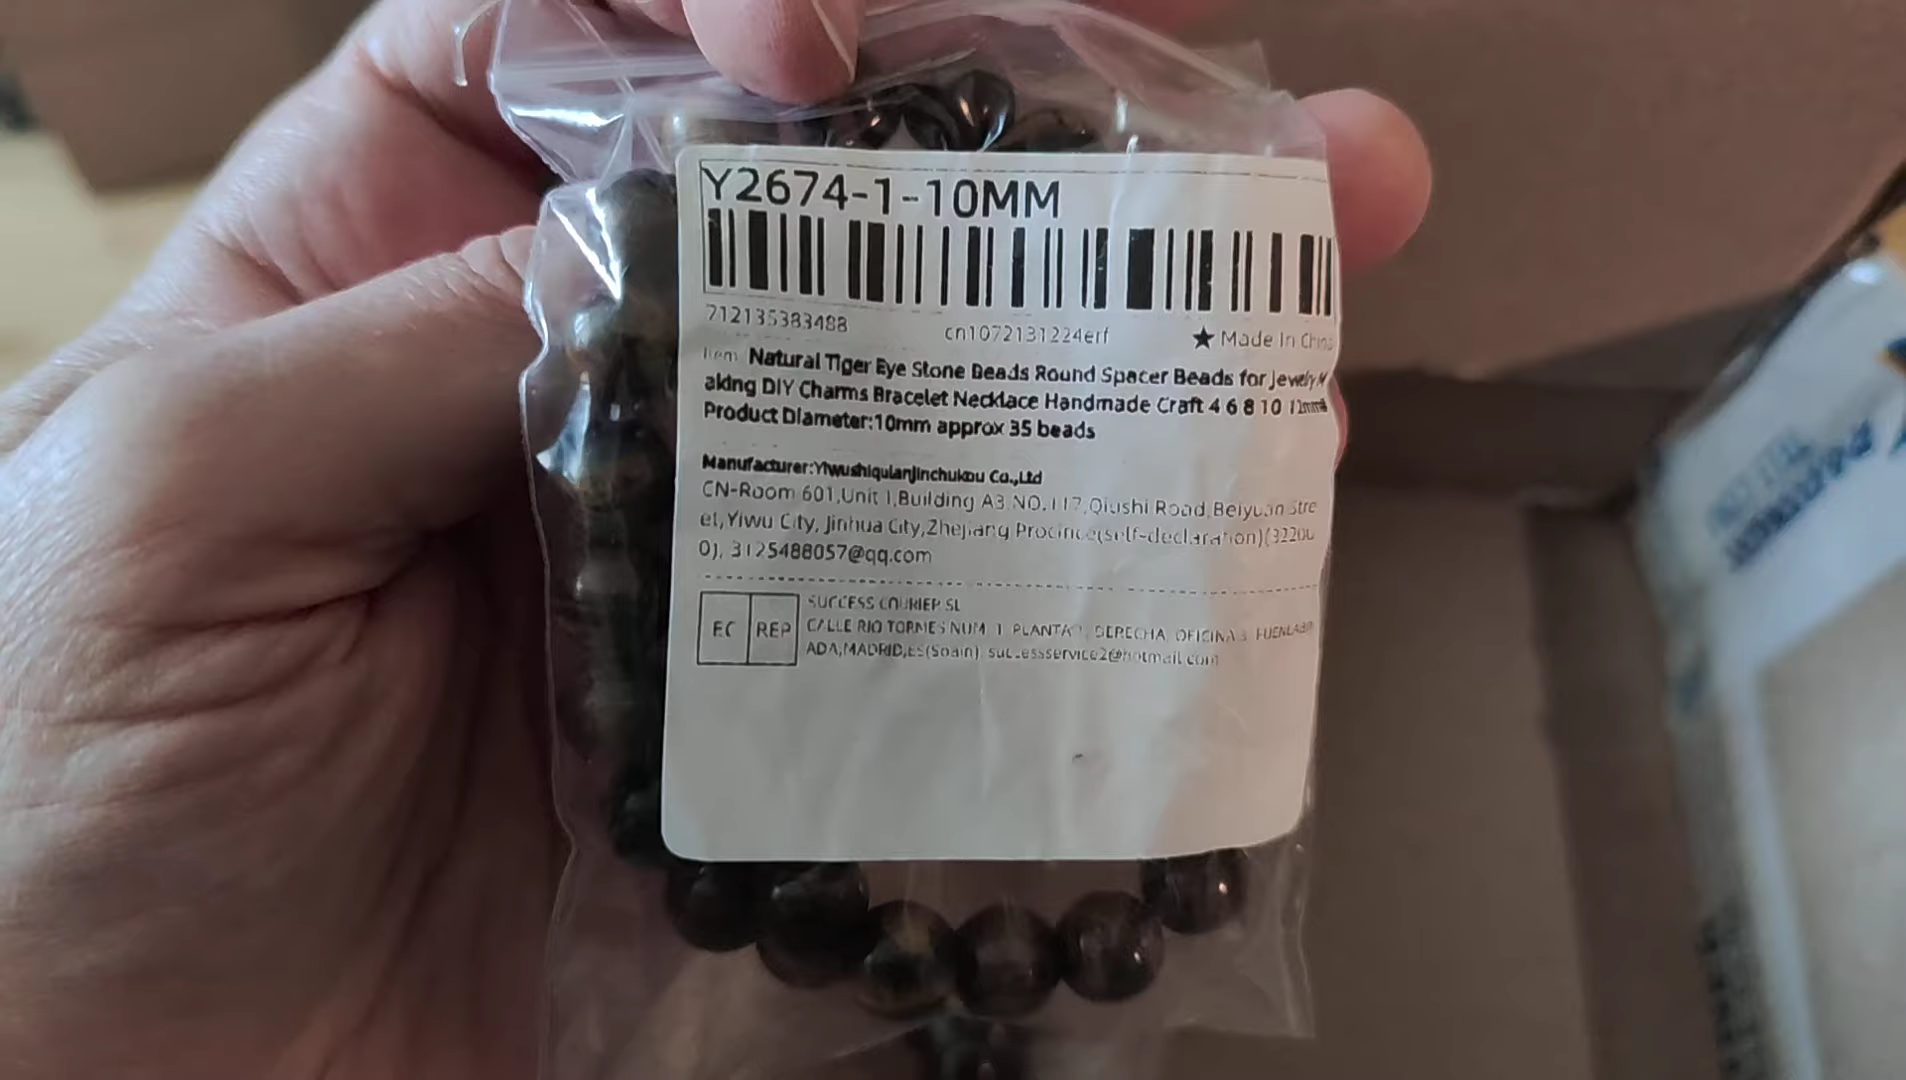 Y2674-1-10MM
712135383488 cn1072131224erf ★ Made In China
Item: Natural Tiger Eye Stone Beads Round Spacer Beads for Jewelry M
aking DIY Charms Bracelet Necklace Handmade Craft 4 6 8 10 12mm
Product Diameter:10mm approx 35 beads
Manufacturer:Yiwushiqulanjinchukou Co.,Ltd
CN-Room 601,Unit 1,Building A3,NO.117,Qiushi Road,Beiyuan Stre
et,Yiwu City, Jinhua City,Zhejiang Procince(self-declaration)(32200
0), 3125488057@qq.com
EC REP
SUCCESS COURIER SL
CALLE RIO TORMES NUM. 1, PLANTA DERECHA, OFICINA 3, FUENLABR
ADA,MADRID,ES(Spain) successservice2@hotmail.com